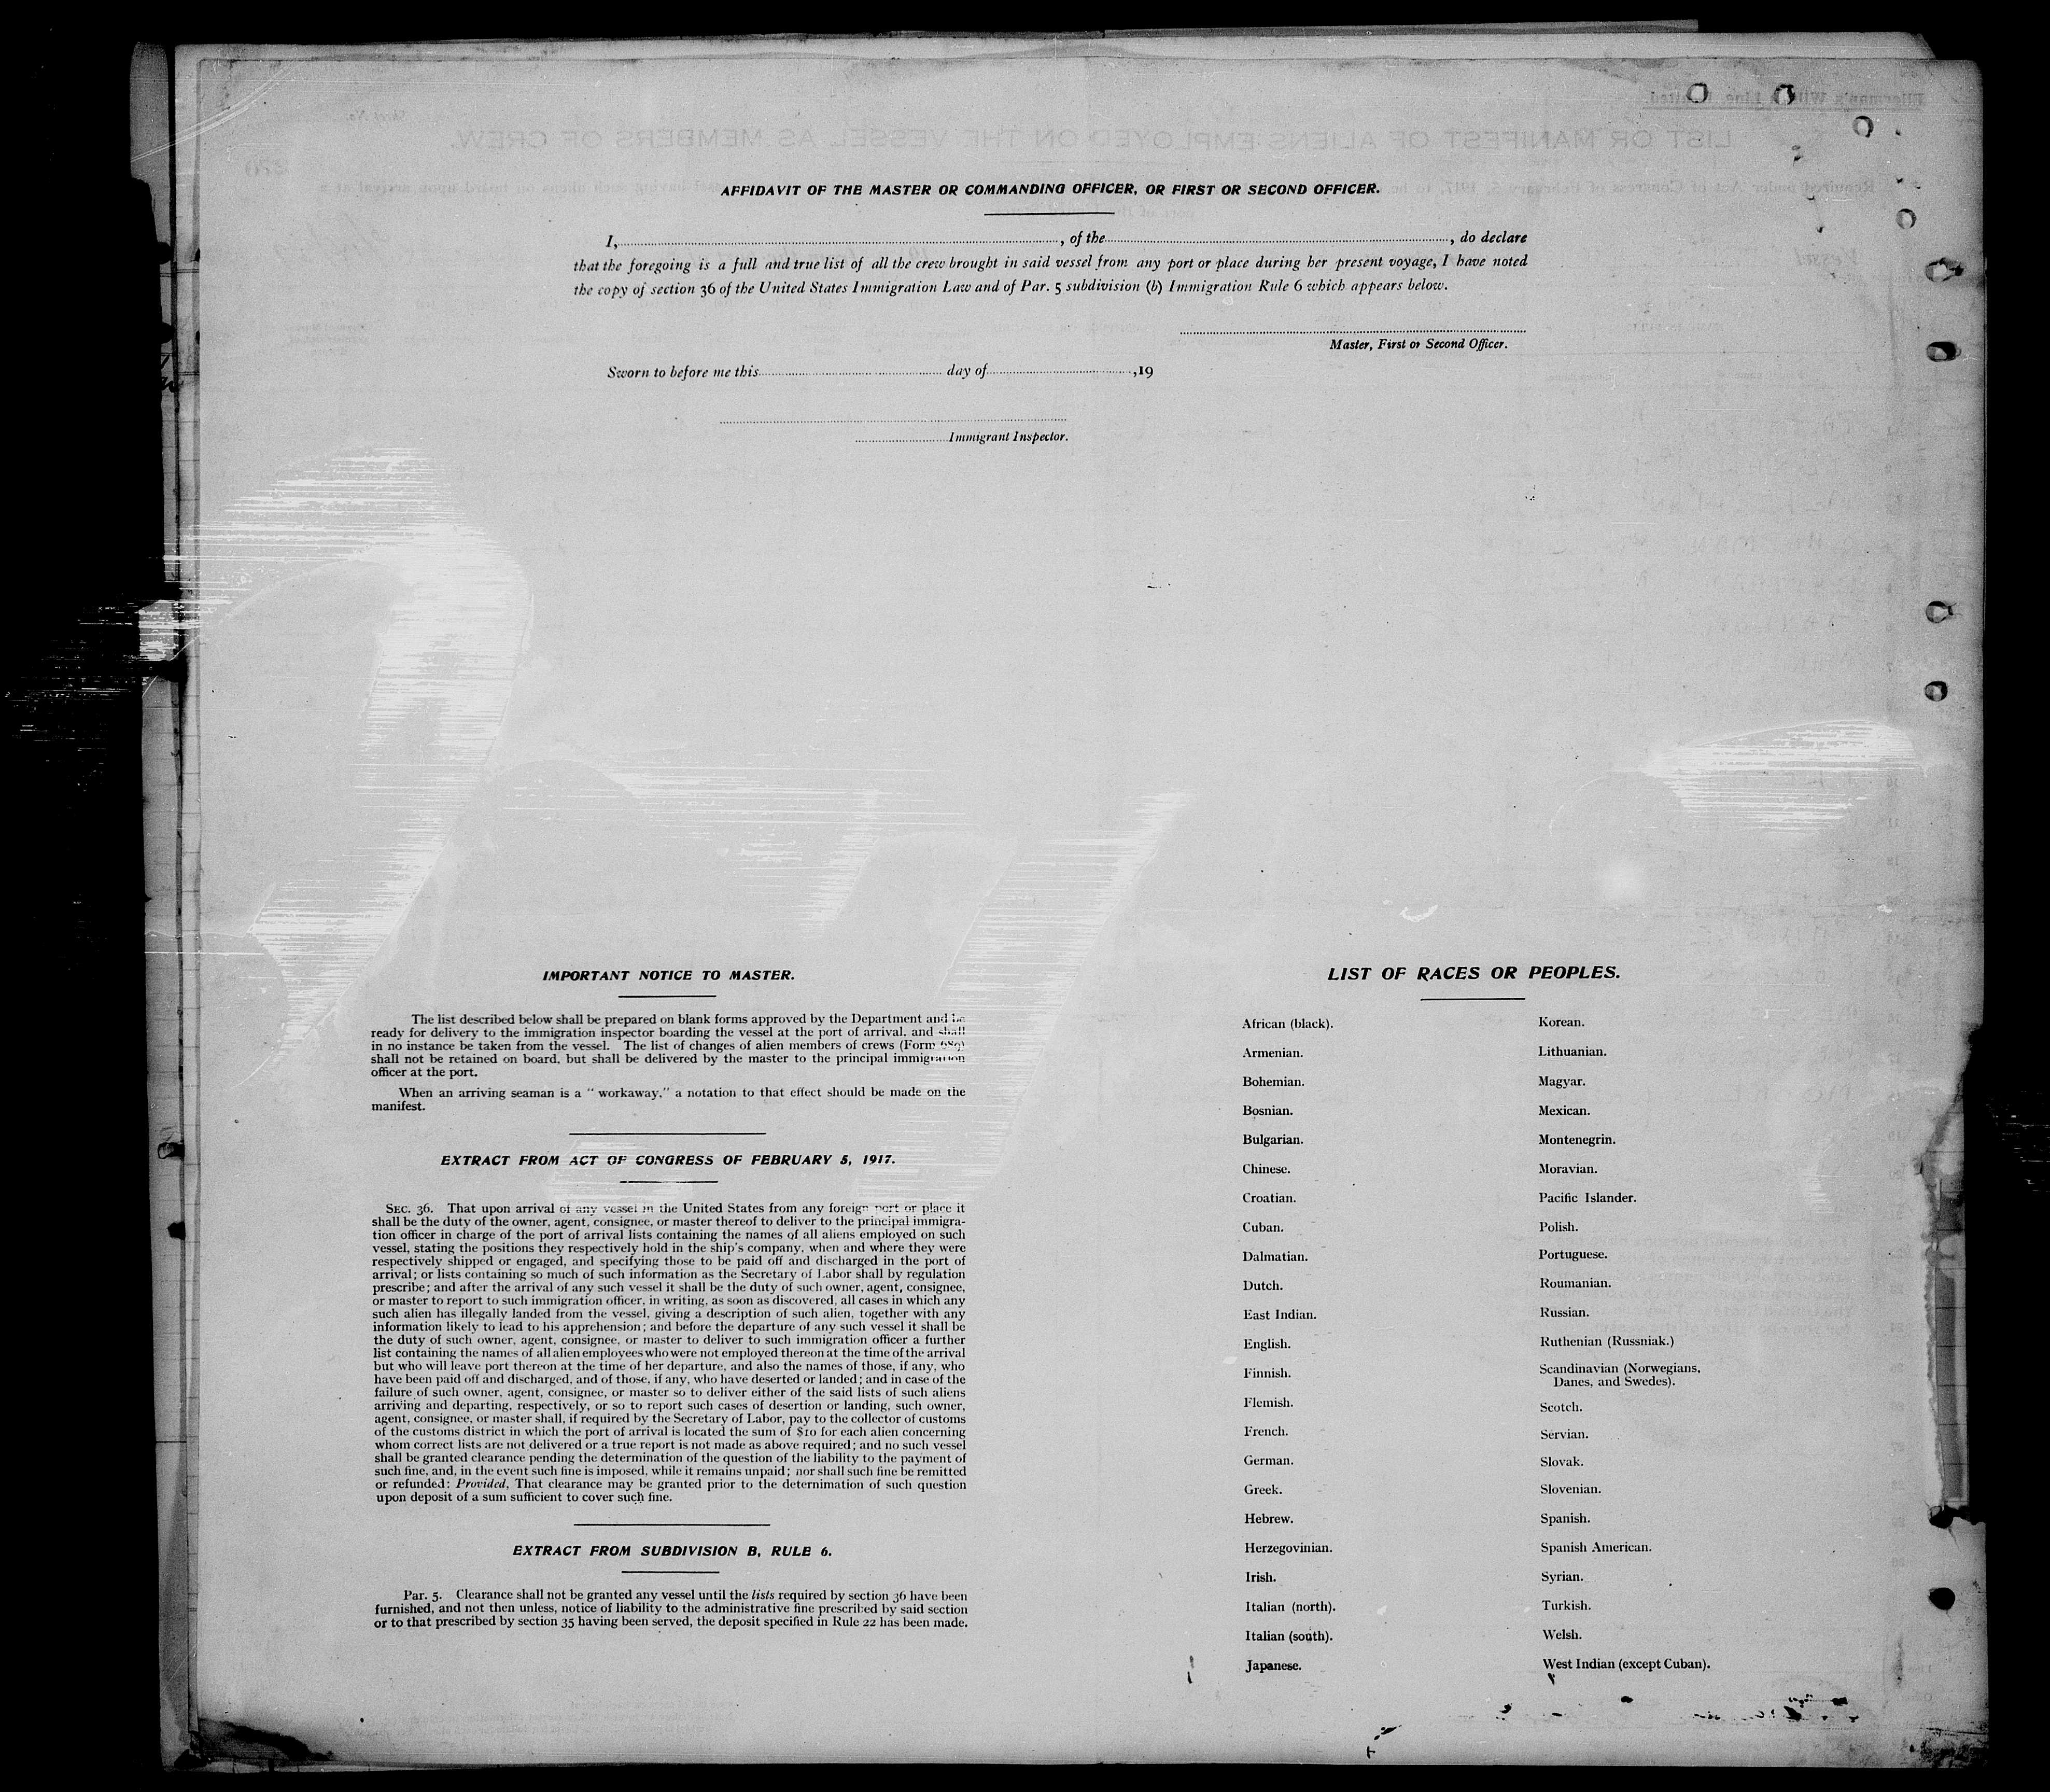 AFFIDAVIT OF THE MASTER OR COMMANDING OFFICER, OR FIRST OR SECOND OFFICER.
I, , of the , do declare
that the foregoing is a full and true list of all the crew brought in said vessel from any port or place during her present voyage, I have noted
the copy of section 36 of the United States Immigration Law and of Par. 5 subdivision (b) Immigration Rule 6 which appears below.
Master, First or Second Officer.
Sworn to before me this day of ,19
Immigrant Inspector.
IMPORTANT NOTICE TO MASTER.
The list described below shall be prepared on blank forms approved by the Department and be
ready for delivery to the immigration inspector boarding the vessel at the port of arrival, and shall
in no instance be taken from the vessel. The list of changes of alien members of crews (Form 689)
shall not be retained on board, but shall be delivered by the master to the principal immigration
officer at the port.
When an arriving seaman is a "workaway," a notation to that effect should be made on the
manifest.
EXTRACT FROM ACT OF CONGRESS OF FEBRUARY 5, 1917.
SEC. 36. That upon arrival of any vessel in the United States from any foreign port or place it
shall be the duty of the owner, agent, consignee, or master thereof to deliver to the principal immigra-
tion officer in charge of the port of arrival lists containing the names of all aliens employed on such
vessel, stating the positions they respectively hold in the ship's company, when and where they were
respectively shipped or engaged, and specifying those to be paid off and discharged in the port of
arrival; or lists containing so much of such information as the Secretary of Labor shall by regulation
prescribe; and after the arrival of any such vessel it shall be the duty of such owner, agent, consignee,
or master to report to such immigration officer, in writing, as soon as discovered, all cases in which any
such alien has illegally landed from the vessel, giving a description of such alien, together with any
information likely to lead to his apprehension; and before the departure of any such vessel it shall be
the duty of such owner, agent, consignee, or master to deliver to such immigration officer a further
list containing the names of all alien employees who were not employed thereon at the time of the arrival
but who will leave port thereon at the time of her departure, and also the names of those, if any, who
have been paid off and discharged, and of those, if any, who have deserted or landed; and in case of the
failure of such owner, agent, consignee, or master so to deliver either of the said lists of such aliens
arriving and departing, respectively, or so to report such cases of desertion or landing, such owner,
agent, consignee, or master shall, if required by the Secretary of Labor, pay to the collector of customs
of the customs district in which the port of arrival is located the sum of $10 for each alien concerning
whom correct lists are not delivered or a true report is not made as above required; and no such vessel
shall be granted clearance pending the determination of the question of the liability to the payment of
such fine, and, in the event such fine is imposed, while it remains unpaid; nor shall such fine be remitted
or refunded: Provided, That clearance may be granted prior to the deternimation of such question
upon deposit of a sum sufficient to cover such fine.
EXTRACT FROM SUBDIVISION B, RULE 6.
Par. 5. Clearance shall not be granted any vessel until the lists required by section 36 have been
furnished, and not then unless, notice of liability to the administrative fine prescribed by said section
or to that prescribed by section 35 having been served, the deposit specified in Rule 22 has been made.
LIST OF RACES OR PEOPLES.
African (black).
Armenian.
Bohemian.
Bosnian.
Bulgarian.
Chinese.
Croatian.
Cuban.
Dalmatian.
Dutch.
East Indian.
English.
Finnish.
Flemish.
French.
German.
Greek.
Hebrew.
Herzegovinian.
Irish.
Italian (north).
Italian (south).
Japanese.
Korean.
Lithuanian.
Magyar.
Mexican.
Montenegrin.
Moravian.
Pacific Islander.
Polish.
Portuguese.
Roumanian.
Russian.
Ruthenian (Russniak.)
Scandinavian (Norwegians,
Danes, and Swedes).
Scotch.
Servian.
Slovak.
Slovenian.
Spanish.
Spanish American.
Syrian.
Turkish.
Welsh.
West Indian (except Cuban).